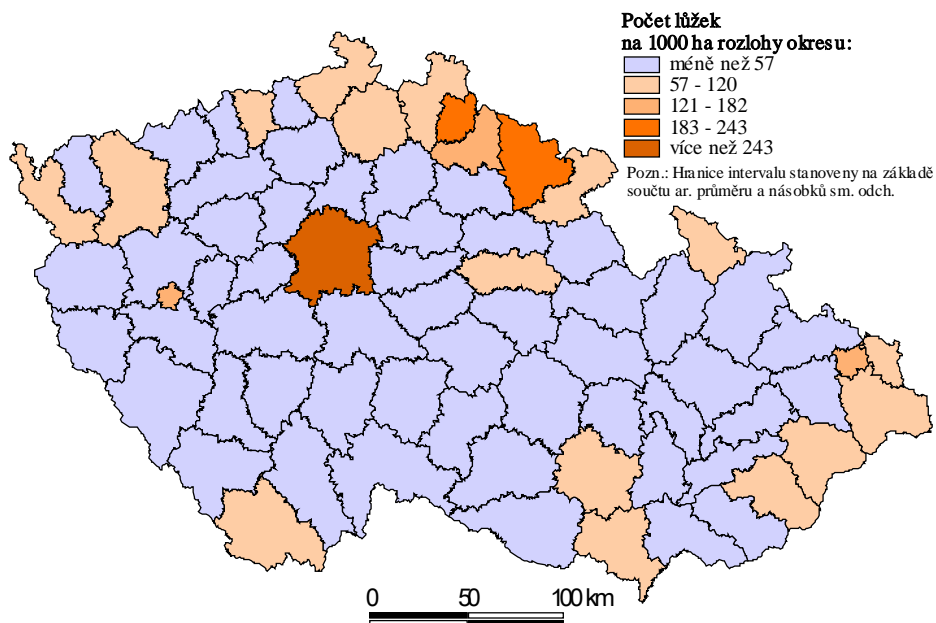 Počet lůžek
na 1000 ha rozlohy okresu:
méně než 57
57 - 120
121 - 182
183 - 243
více než 243
Pozn.: Hranice intervalu stanoveny na základě
součtu ar. průměru a násobků sm. odch.
0 50 100 km